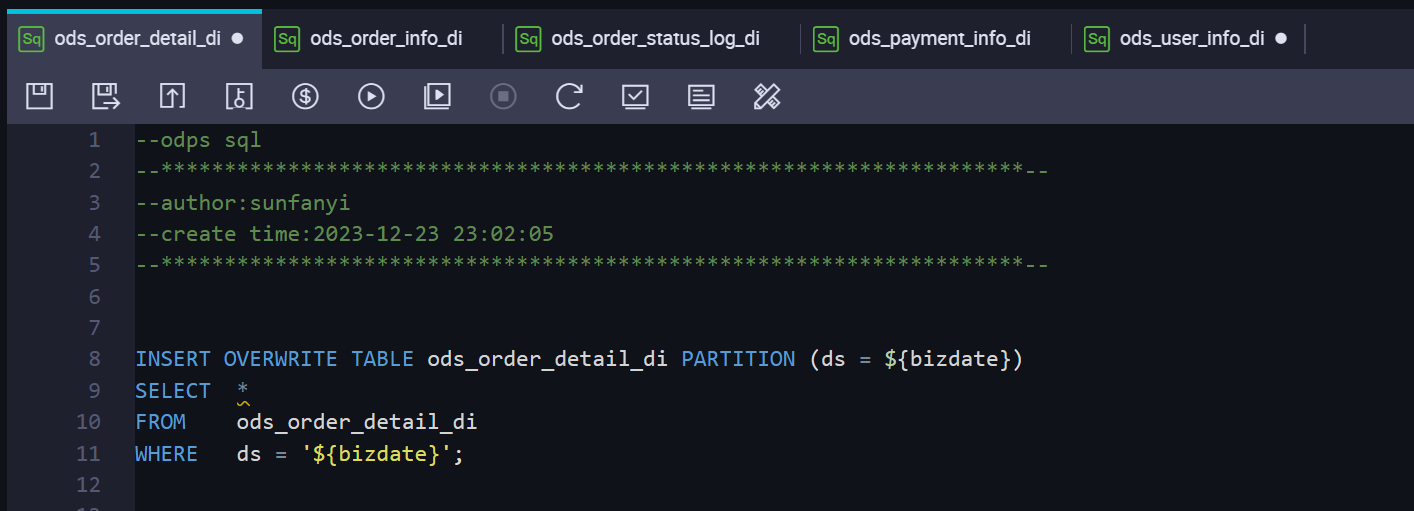 Sq ods_order_detail_di Sq ods_order_info_di Sq ods_order_status_log_di Sq ods_payment_info_di Sq ods_user_info_di
1 --odps sql
2 --********************************************************************--
3 --author:sunfanyi
4 --create time:2023-12-23 23:02:05
5 --********************************************************************--
6
7
8 INSERT OVERWRITE TABLE ods_order_detail_di PARTITION (ds = ${bizdate})
9 SELECT *
10 FROM ods_order_detail_di
11 WHERE ds = '${bizdate}';
12